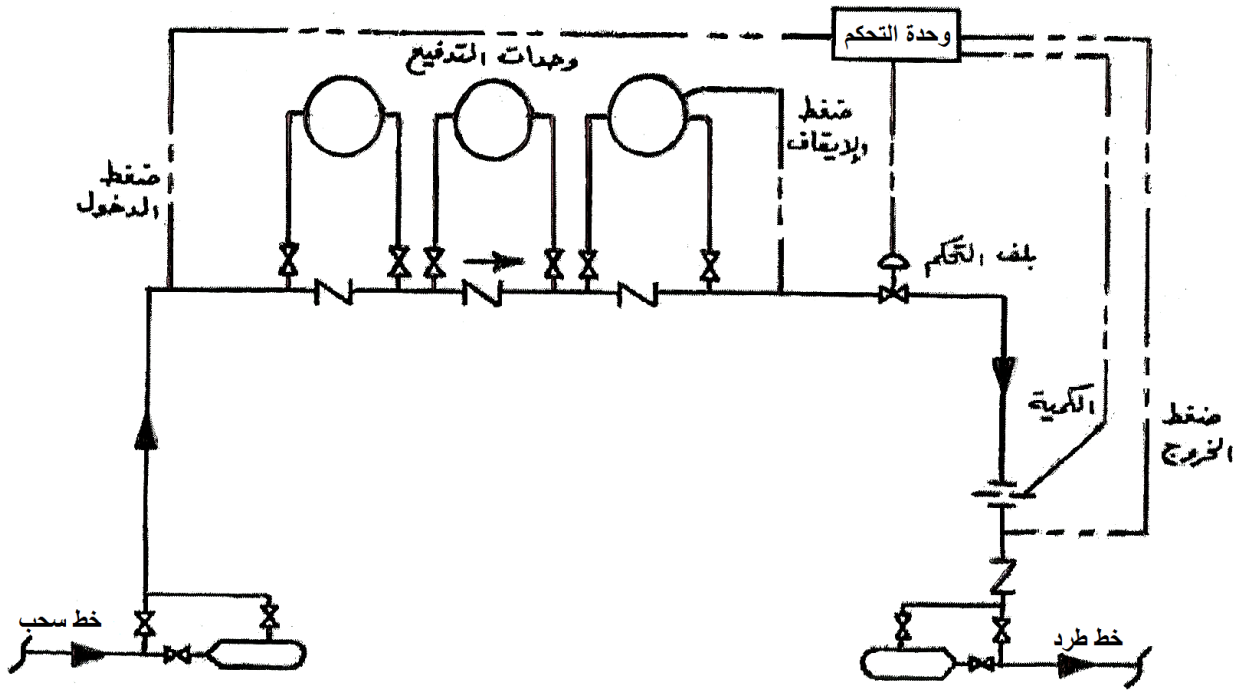 وحدة التحكم
وحدات التدفيع
ضغط
الإيقاف
ضغط
الدخول
بلف التحكم
الكمية
ضغط
الخروج
خط سحب
خط طرد